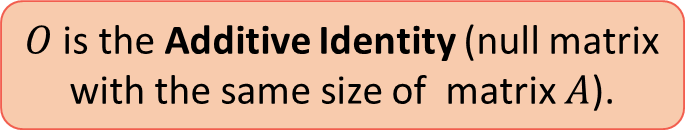 O is the Additive Identity (null matrix
with the same size of matrix A).